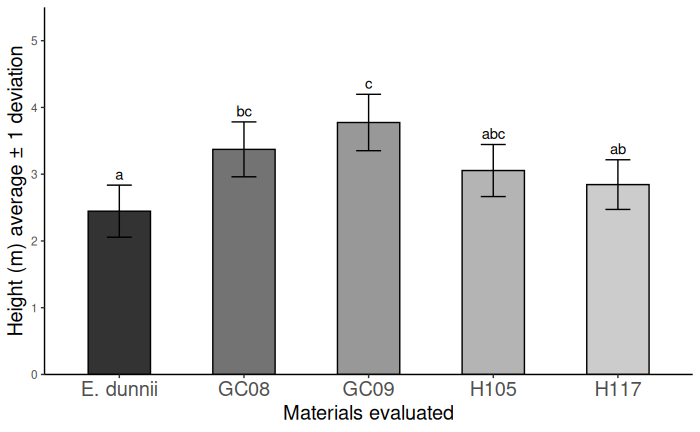 Height (m) average ± 1 deviation
5
4
3
2
1
0
a
bc
c
abc
ab
E. dunnii
GC08
GC09
H105
H117
Materials evaluated